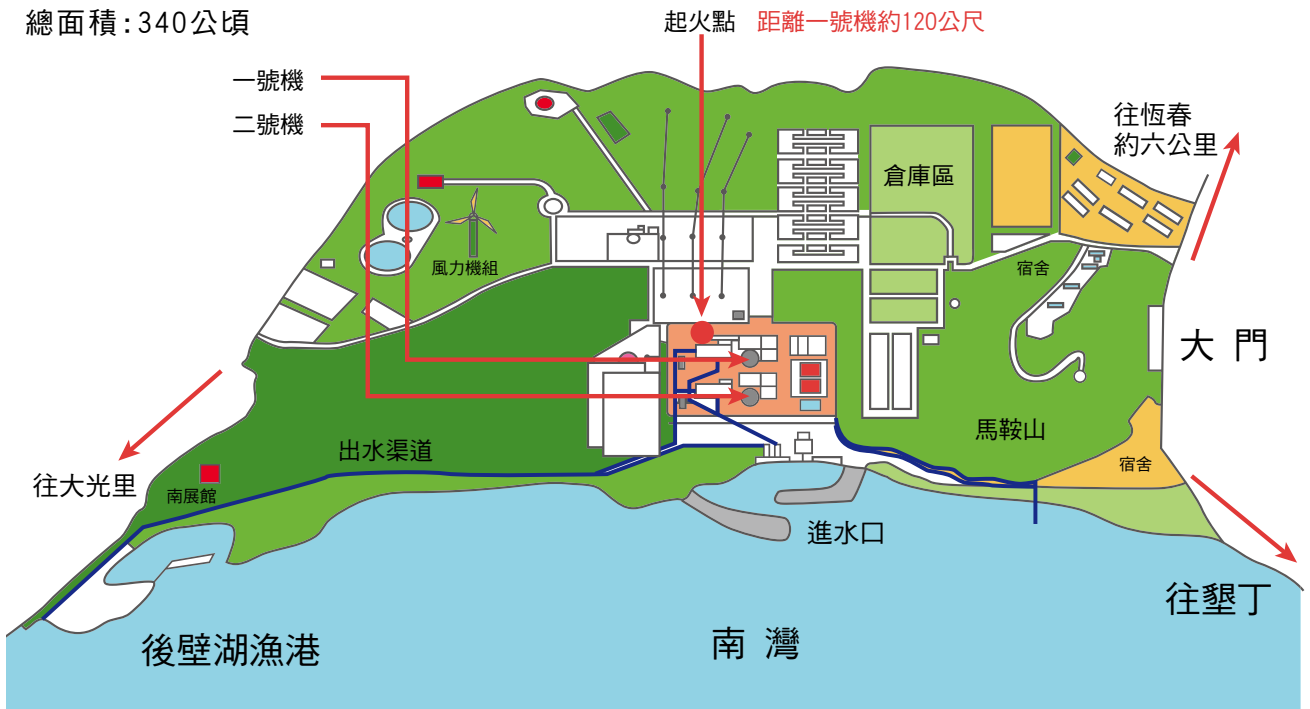 總面積:340公頃
起火點 距離一號機約120公尺
一號機
二號機
往恆春
約六公里
倉庫區
風力機組
宿舍
大門
馬鞍山
出水渠道
宿舍
往大光里
南展館
進水口
往墾丁
後壁湖漁港
南灣